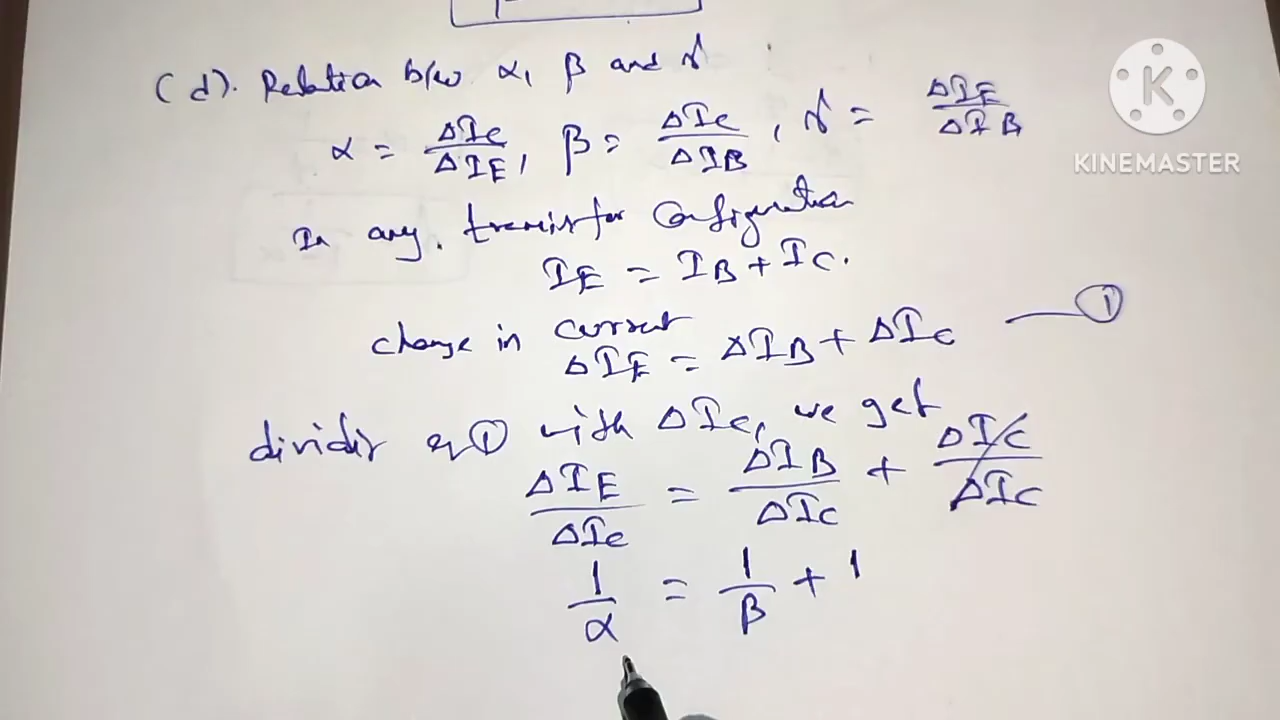 (d). Relation b/w α, β and γ
α = ΔIC/ΔIE, β = ΔIC/ΔIB, γ = ΔIE/ΔIB
K
KINEMASTER
In any. transistor Configuration
IE = IB + IC.
change in current
ΔIE = ΔIB + ΔIC — ①
dividir eq ① with ΔIC, we get
ΔIE/ΔIC = ΔIB/ΔIC + ΔIC/ΔIC
1/α = 1/β + 1